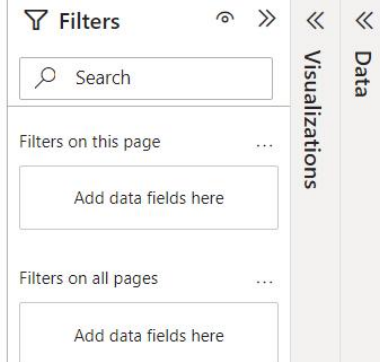 Filters
Search
Filters on this page
...
Add data fields here
Filters on all pages
...
Add data fields here
Visualizations
Data